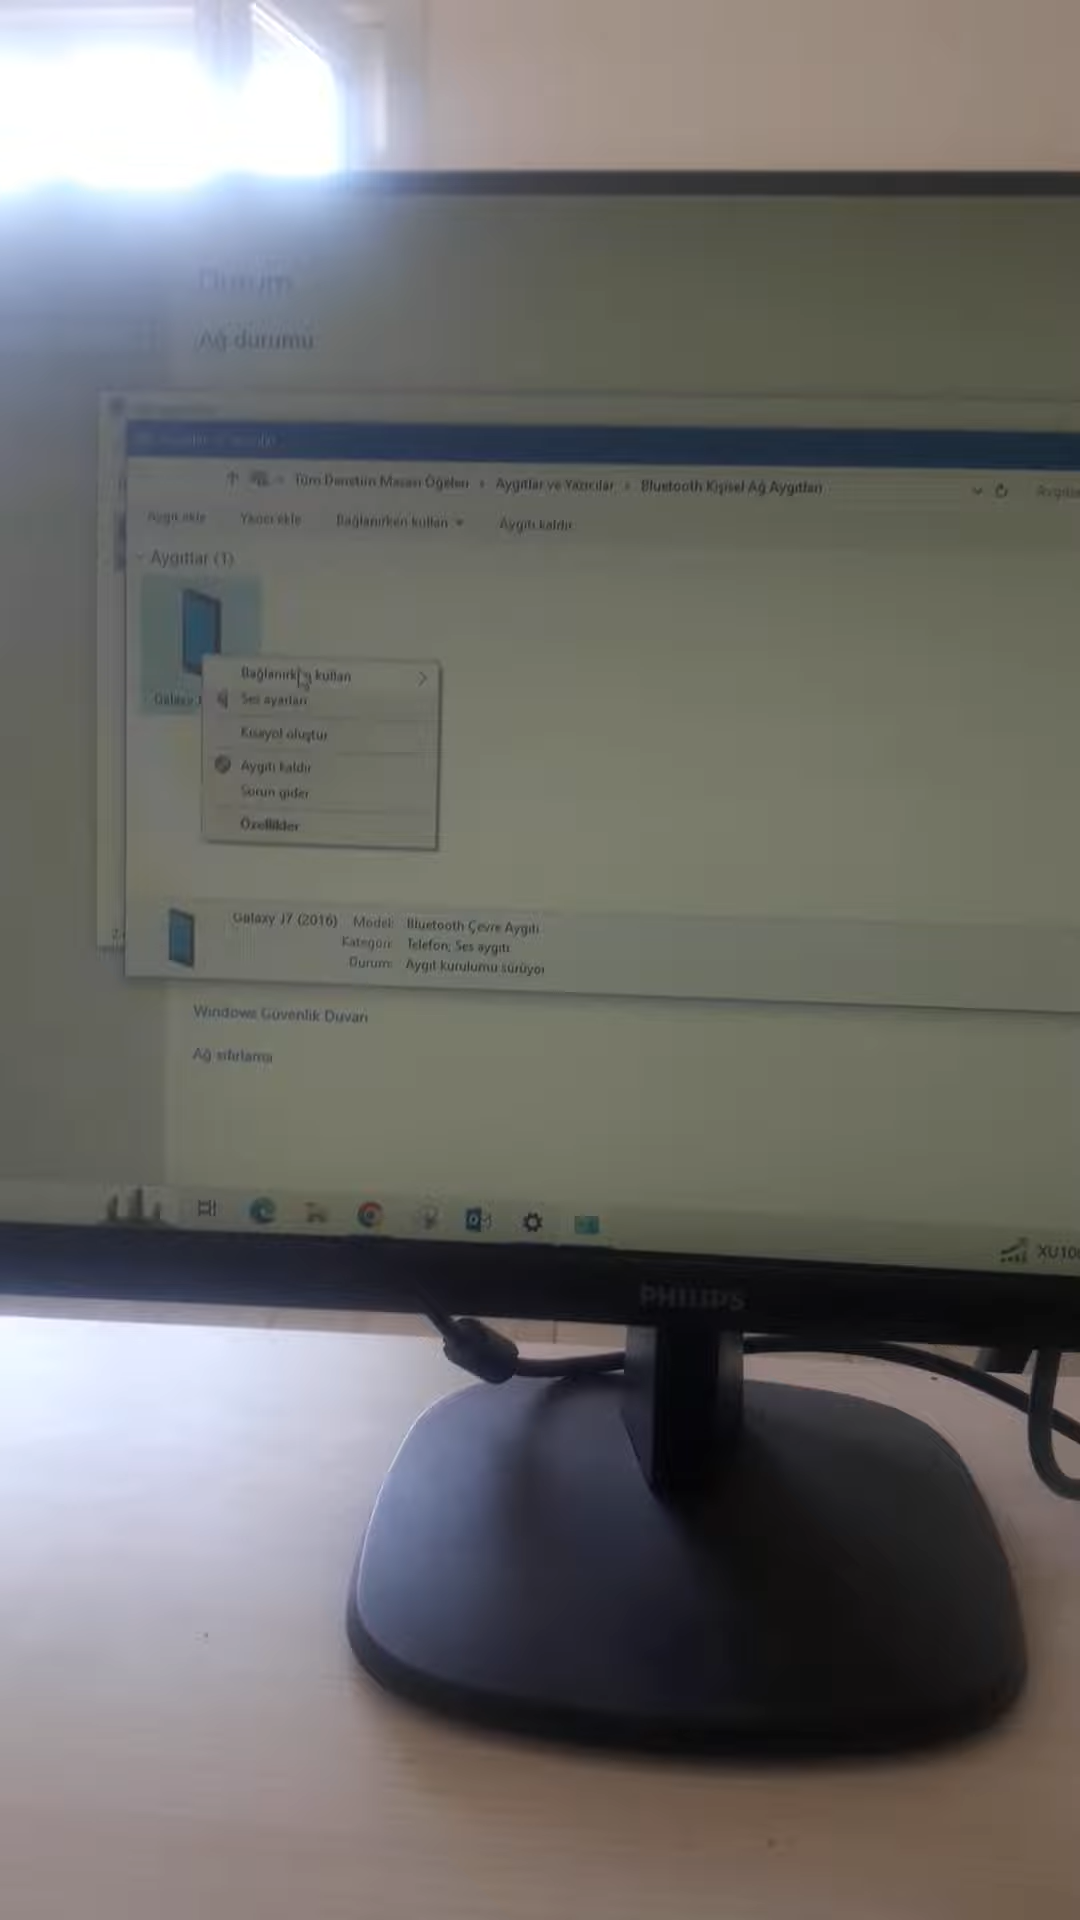 Durum
Ağ durumu
Tüm Denetim Masası Öğeleri › Aygıtlar ve Yazıcılar › Bluetooth Kişisel Ağ Aygıtları
Aygıt ekle Yazıcı ekle Bağlanırken kullan Aygıtı kaldır
Aygıtlar (1)
Galaxy
Bağlanırken kullan
Ses ayarları
Kısayol oluştur
Aygıtı kaldır
Sorun gider
Özellikler
Galaxy J7 (2016) Model: Bluetooth Çevre Aygıtı
Kategori: Telefon; Ses aygıtı
Durum: Aygıt kurulumu sürüyor
Windows Güvenlik Duvarı
Ağ sıfırlama
XU10
PHILIPS